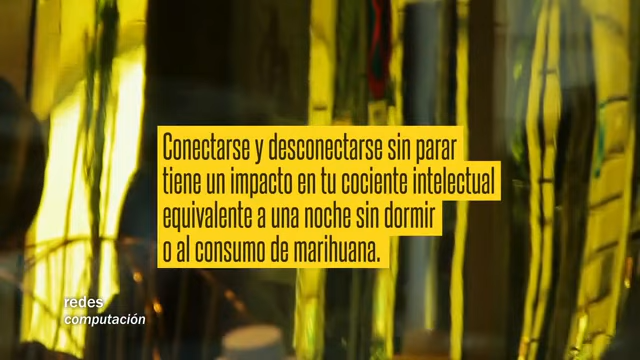 Conectarse y desconectarse sin parar
tiene un impacto en tu cociente intelectual
equivalente a una noche sin dormir
o al consumo de marihuana.
redes
computación